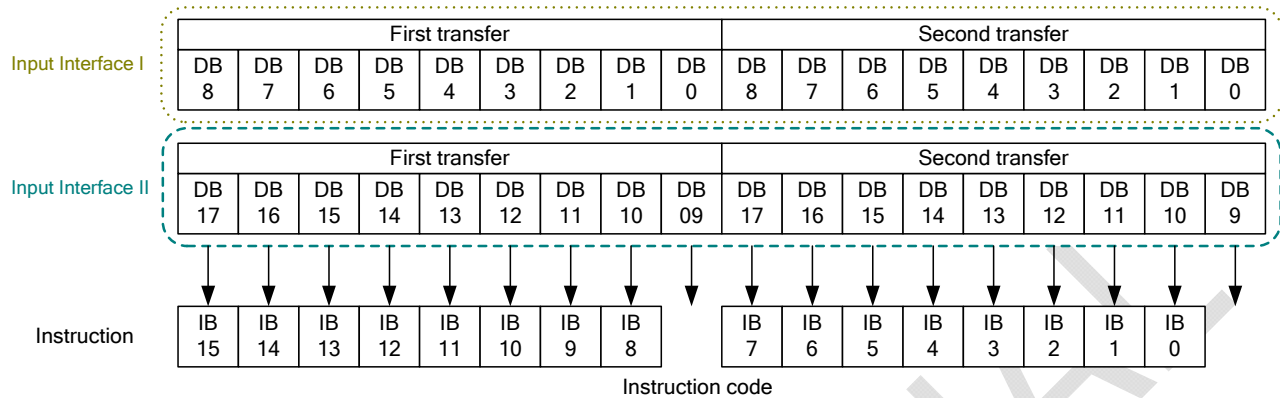 First transfer Second transfer
Input Interface I DB 8 DB 7 DB 6 DB 5 DB 4 DB 3 DB 2 DB 1 DB 0 DB 8 DB 7 DB 6 DB 5 DB 4 DB 3 DB 2 DB 1 DB 0
First transfer Second transfer
Input Interface II DB 17 DB 16 DB 15 DB 14 DB 13 DB 12 DB 11 DB 10 DB 09 DB 17 DB 16 DB 15 DB 14 DB 13 DB 12 DB 11 DB 10 DB 9
Instruction IB 15 IB 14 IB 13 IB 12 IB 11 IB 10 IB 9 IB 8 IB 7 IB 6 IB 5 IB 4 IB 3 IB 2 IB 1 IB 0
Instruction code